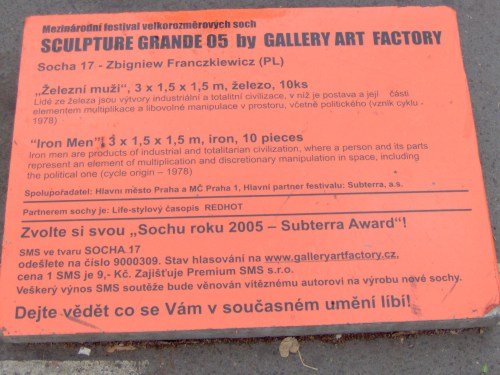 Mezinárodní festival velkorozměrových soch
SCULPTURE GRANDE 05 by GALLERY ART FACTORY
Socha 17 - Zbigniew Franczkiewicz (PL)
„Železní muži", 3 x 1,5 x 1,5 m, železo, 10ks
Lidé ze železa jsou výtvory industriální a totalitní civilizace, v níž je postava a její části
elementem multiplikace a libovolné manipulace v prostoru, včetně politického (vznik cyklu -
1978)
"Iron Men", 3 x 1,5 x 1,5 m, iron, 10 pieces
Iron men are products of industrial and totalitarian civilization, where a person and its parts
represent an element of multiplication and discretionary manipulation in space, including
the political one (cycle origin – 1978)
Spolupořadatel: Hlavní město Praha a MČ Praha 1, Hlavní partner festivalu: Subterra, a.s.
Partnerem sochy je: Life-stylový časopis REDHOT
Zvolte si svou „Sochu roku 2005 – Subterra Award"!
SMS ve tvaru SOCHA.17
odešlete na číslo 9000309. Stav hlasování na www.galleryartfactory.cz,
cena 1 SMS je 9,- Kč. Zajišťuje Premium SMS s.r.o.
Veškerý výnos SMS soutěže bude věnován vítěznému autorovi na výrobu nové sochy.
Dejte vědět co se Vám v současném umění líbí!